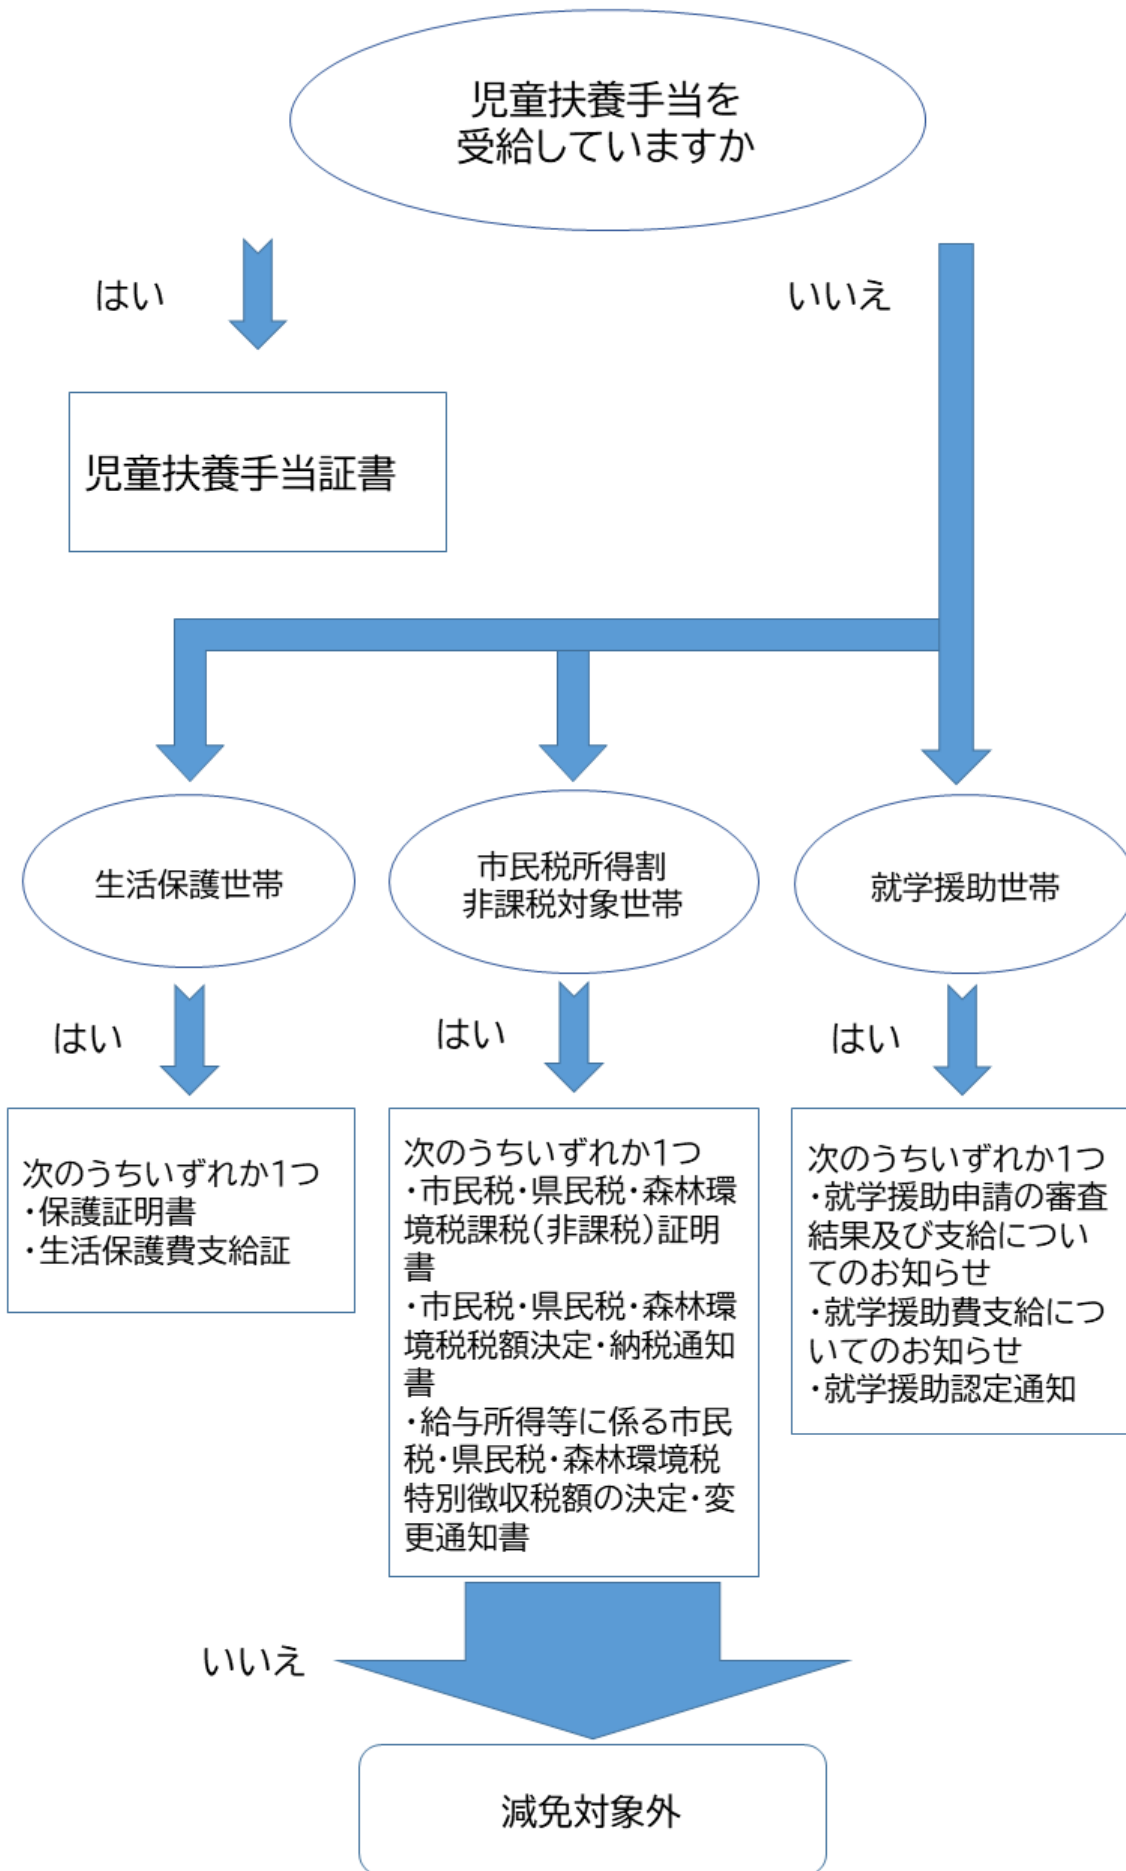 児童扶養手当を
受給していますか
はい
いいえ
児童扶養手当証書
生活保護世帯
市民税所得割
非課税対象世帯
就学援助世帯
はい
はい
はい
次のうちいずれか1つ
・保護証明書
・生活保護費支給証
次のうちいずれか1つ
・市民税・県民税・森林環
境税課税(非課税)証明
書
・市民税・県民税・森林環
境税税額決定・納税通知
書
・給与所得等に係る市民
税・県民税・森林環境税
特別徴収税額の決定・変
更通知書
次のうちいずれか1つ
・就学援助申請の審査
結果及び支給につい
てのお知らせ
・就学援助費支給につ
いてのお知らせ
・就学援助認定通知
いいえ
減免対象外